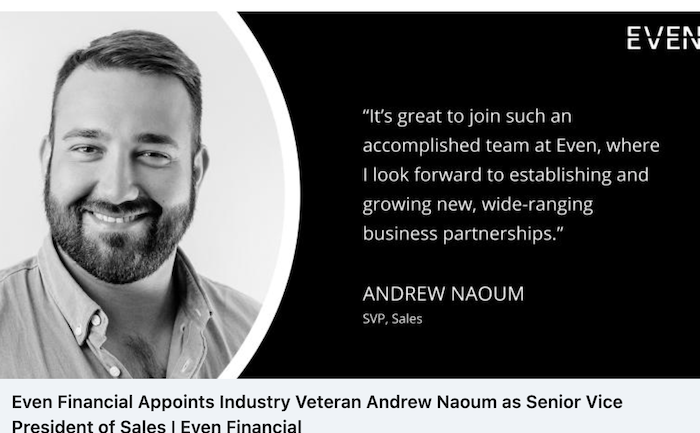 EVEN
“It’s great to join such an
accomplished team at Even, where
I look forward to establishing and
growing new, wide-ranging
business partnerships.”
ANDREW NAOUM
SVP, Sales
Even Financial Appoints Industry Veteran Andrew Naoum as Senior Vice
President of Sales | Even Financial